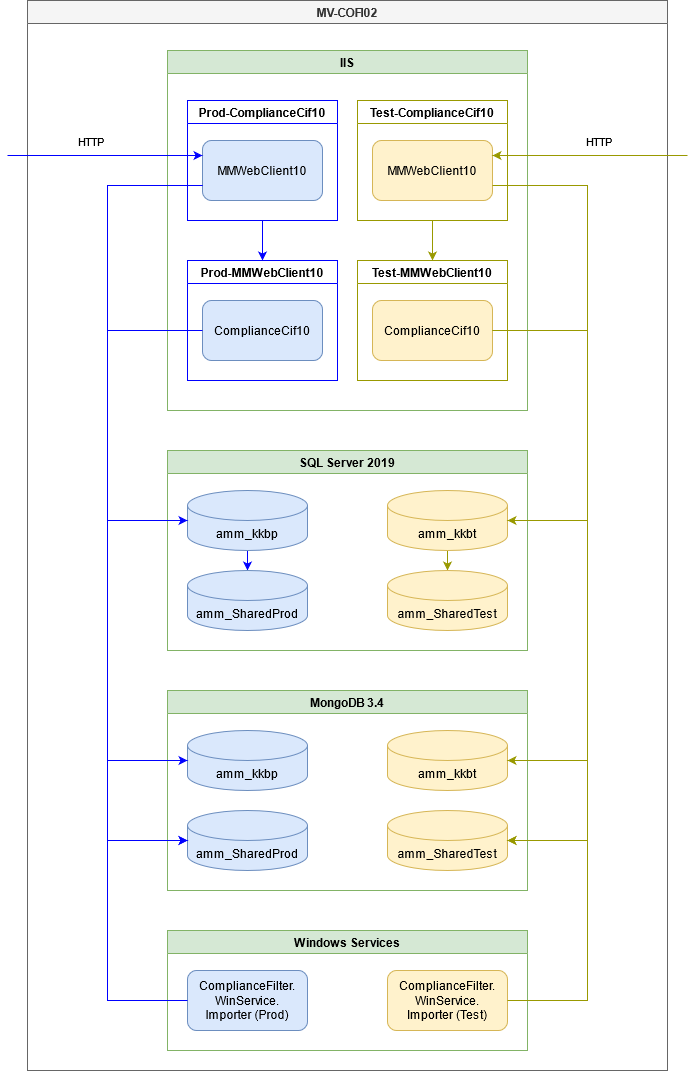 MV-COFI02
IIS
Prod-ComplianceCif10
Test-ComplianceCif10
HTTP
HTTP
MMWebClient10
MMWebClient10
Prod-MMWebClient10
Test-MMWebClient10
ComplianceCif10
ComplianceCif10
SQL Server 2019
amm_kkbp
amm_kkbt
amm_SharedProd
amm_SharedTest
MongoDB 3.4
amm_kkbp
amm_kkbt
amm_SharedProd
amm_SharedTest
Windows Services
ComplianceFilter.
WinService.
Importer (Prod)
ComplianceFilter.
WinService.
Importer (Test)